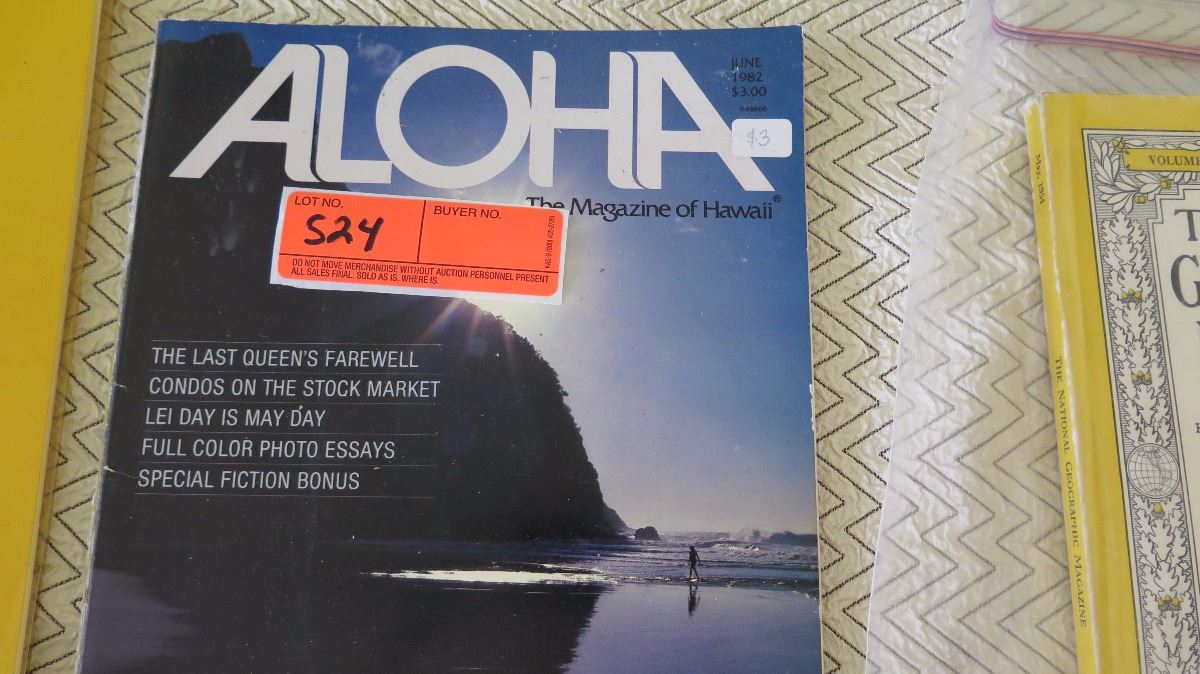 ALOHA
JUNE
1982
$3.00
$3
The Magazine of Hawaii®
LOT NO.
S24
BUYER NO.
DO NOT MOVE MERCHANDISE WITHOUT AUCTION PERSONNEL PRESENT
ALL SALES FINAL. SOLD AS IS. WHERE IS.
THE LAST QUEEN'S FAREWELL
CONDOS ON THE STOCK MARKET
LEI DAY IS MAY DAY
FULL COLOR PHOTO ESSAYS
SPECIAL FICTION BONUS
THE NATIONAL GEOGRAPHIC MAGAZINE
VOLUME
T
G